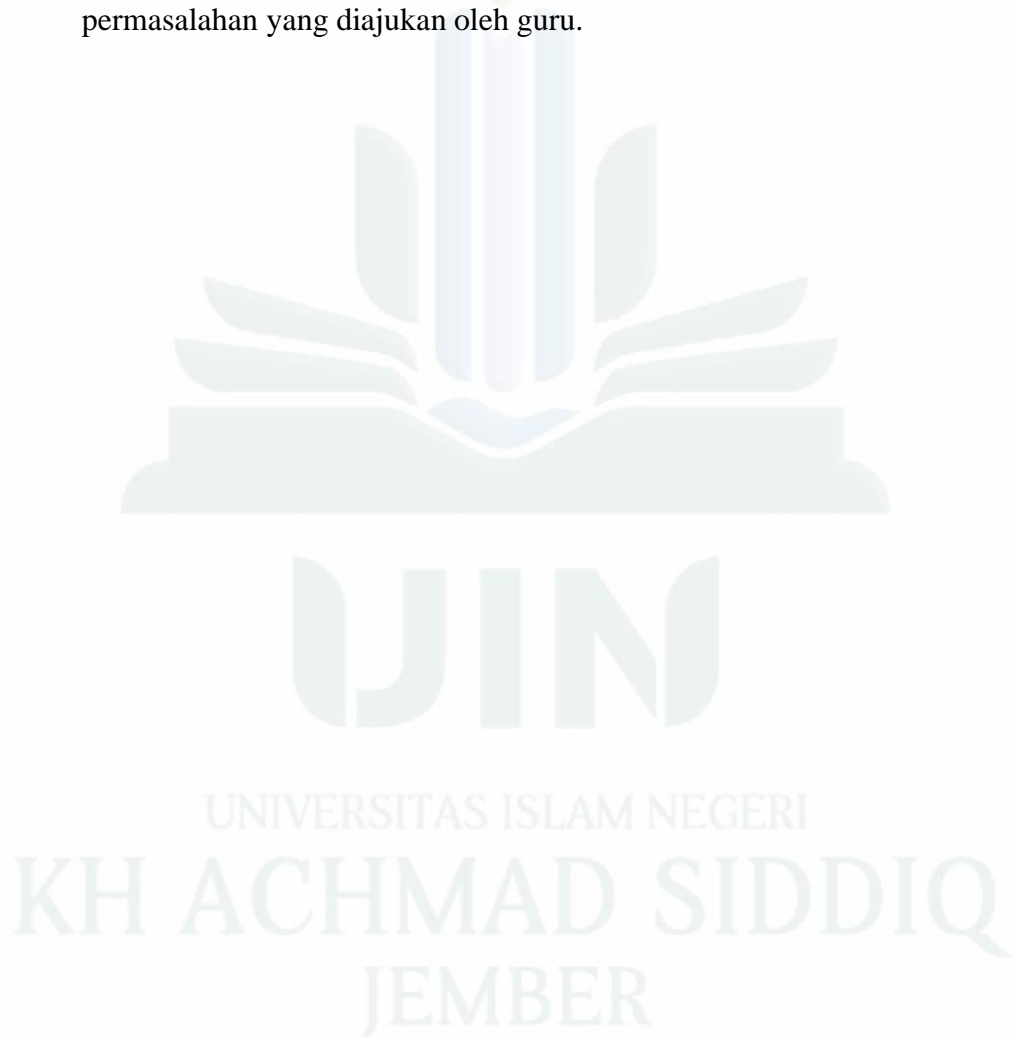 permasalahan yang diajukan oleh guru.
UIN
UNIVERSITAS ISLAM NEGERI
KH ACHMAD SIDDIQ
JEMBER